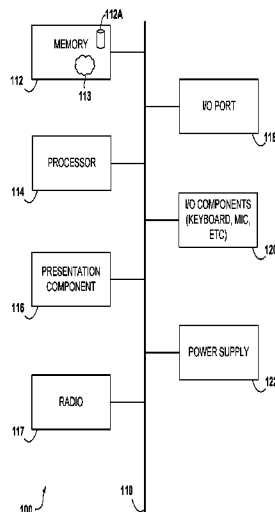 112A
MEMORY
113
112
I/O PORT
118
PROCESSOR
114
I/O COMPONENTS
(KEYBOARD, MIC,
ETC)
120
PRESENTATION
COMPONENT
116
POWER SUPPLY
122
RADIO
117
100
110